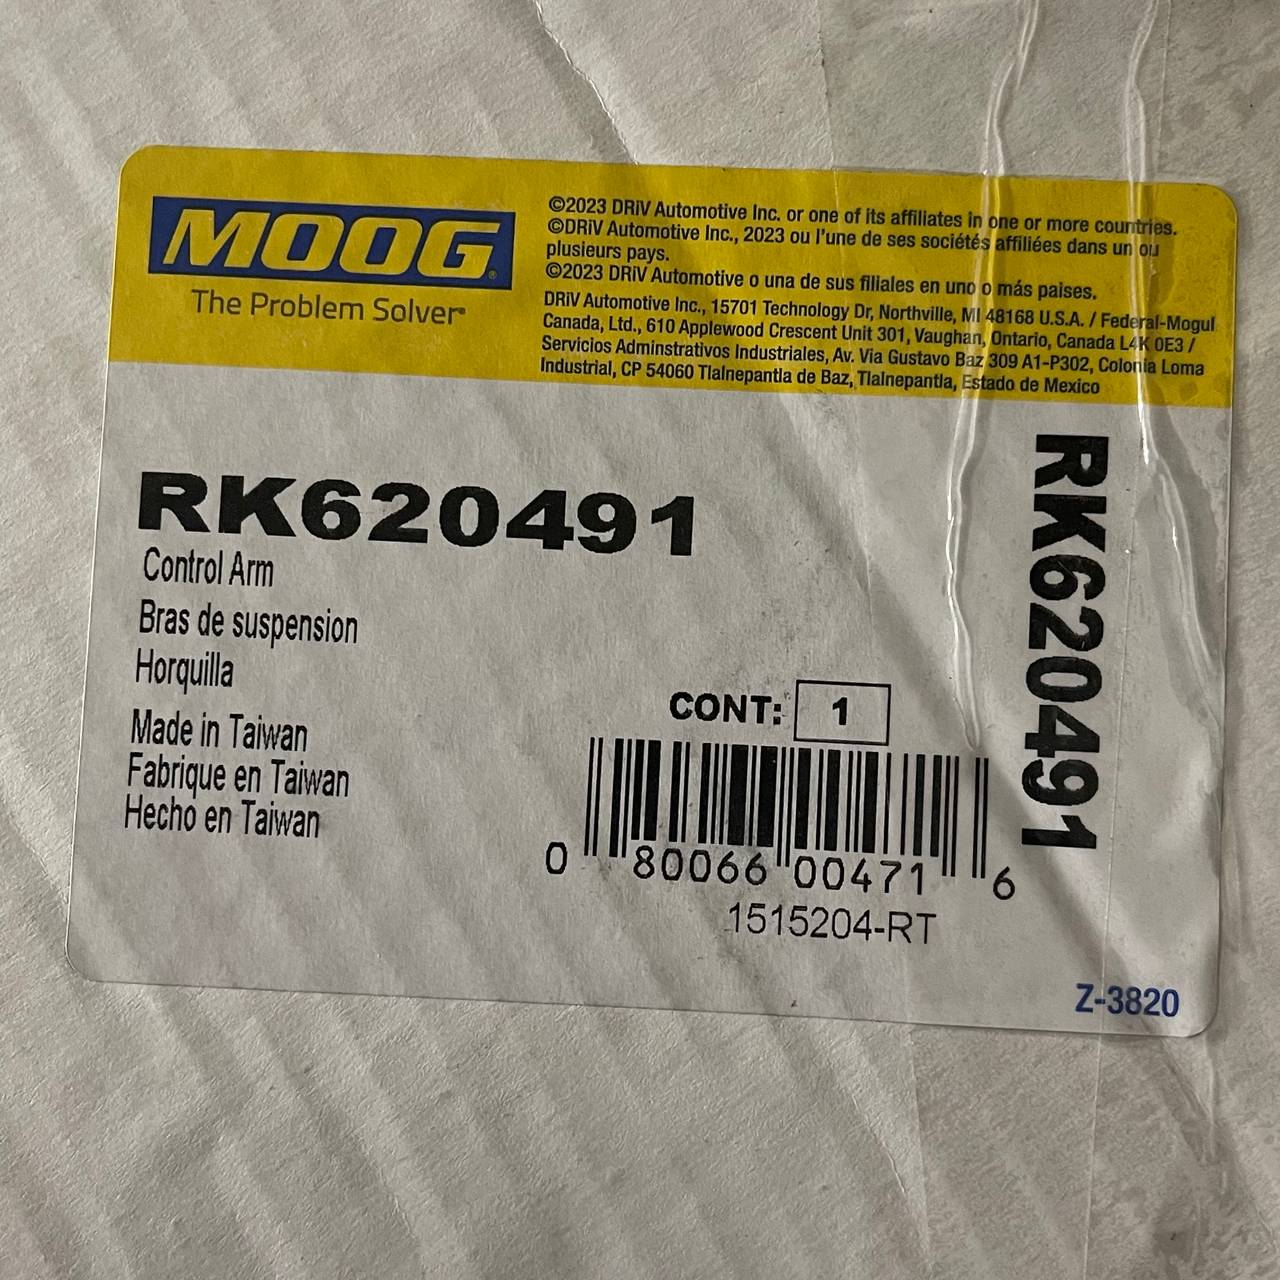 MOOG®
The Problem Solver®
©2023 DRiV Automotive Inc. or one of its affiliates in one or more countries.
©DRiV Automotive Inc., 2023 ou l'une de ses sociétés affiliées dans un ou
plusieurs pays.
©2023 DRiV Automotive o una de sus filiales en uno o más paises.
DRiV Automotive Inc., 15701 Technology Dr, Northville, MI 48168 U.S.A. / Federal-Mogul
Canada, Ltd., 610 Applewood Crescent Unit 301, Vaughan, Ontario, Canada L4K 0E3 /
Servicios Adminstrativos Industriales, Av. Via Gustavo Baz 309 A1-P302, Colonia Loma
Industrial, CP 54060 Tlalnepantla de Baz, Tlalnepantla, Estado de Mexico
RK620491
Control Arm
Bras de suspension
Horquilla
Made in Taiwan
Fabrique en Taiwan
Hecho en Taiwan
CONT: 1
0 80066 00471 6
1515204-RT
RK620491
Z-3820